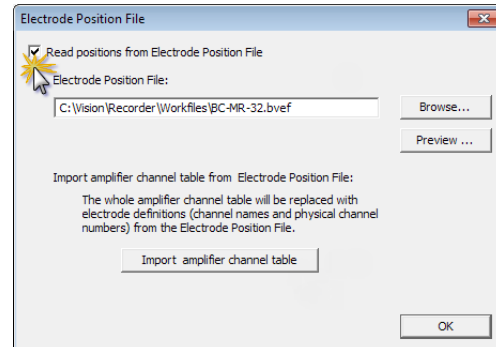 Electrode Position File
Read positions from Electrode Position File
Electrode Position File:
C:\Vision\Recorder\Workfiles\BC-MR-32.bvef
Browse...
Preview ...
Import amplifier channel table from Electrode Position File:
The whole amplifier channel table will be replaced with
electrode definitions (channel names and physical channel
numbers) from the Electrode Position File.
Import amplifier channel table
OK